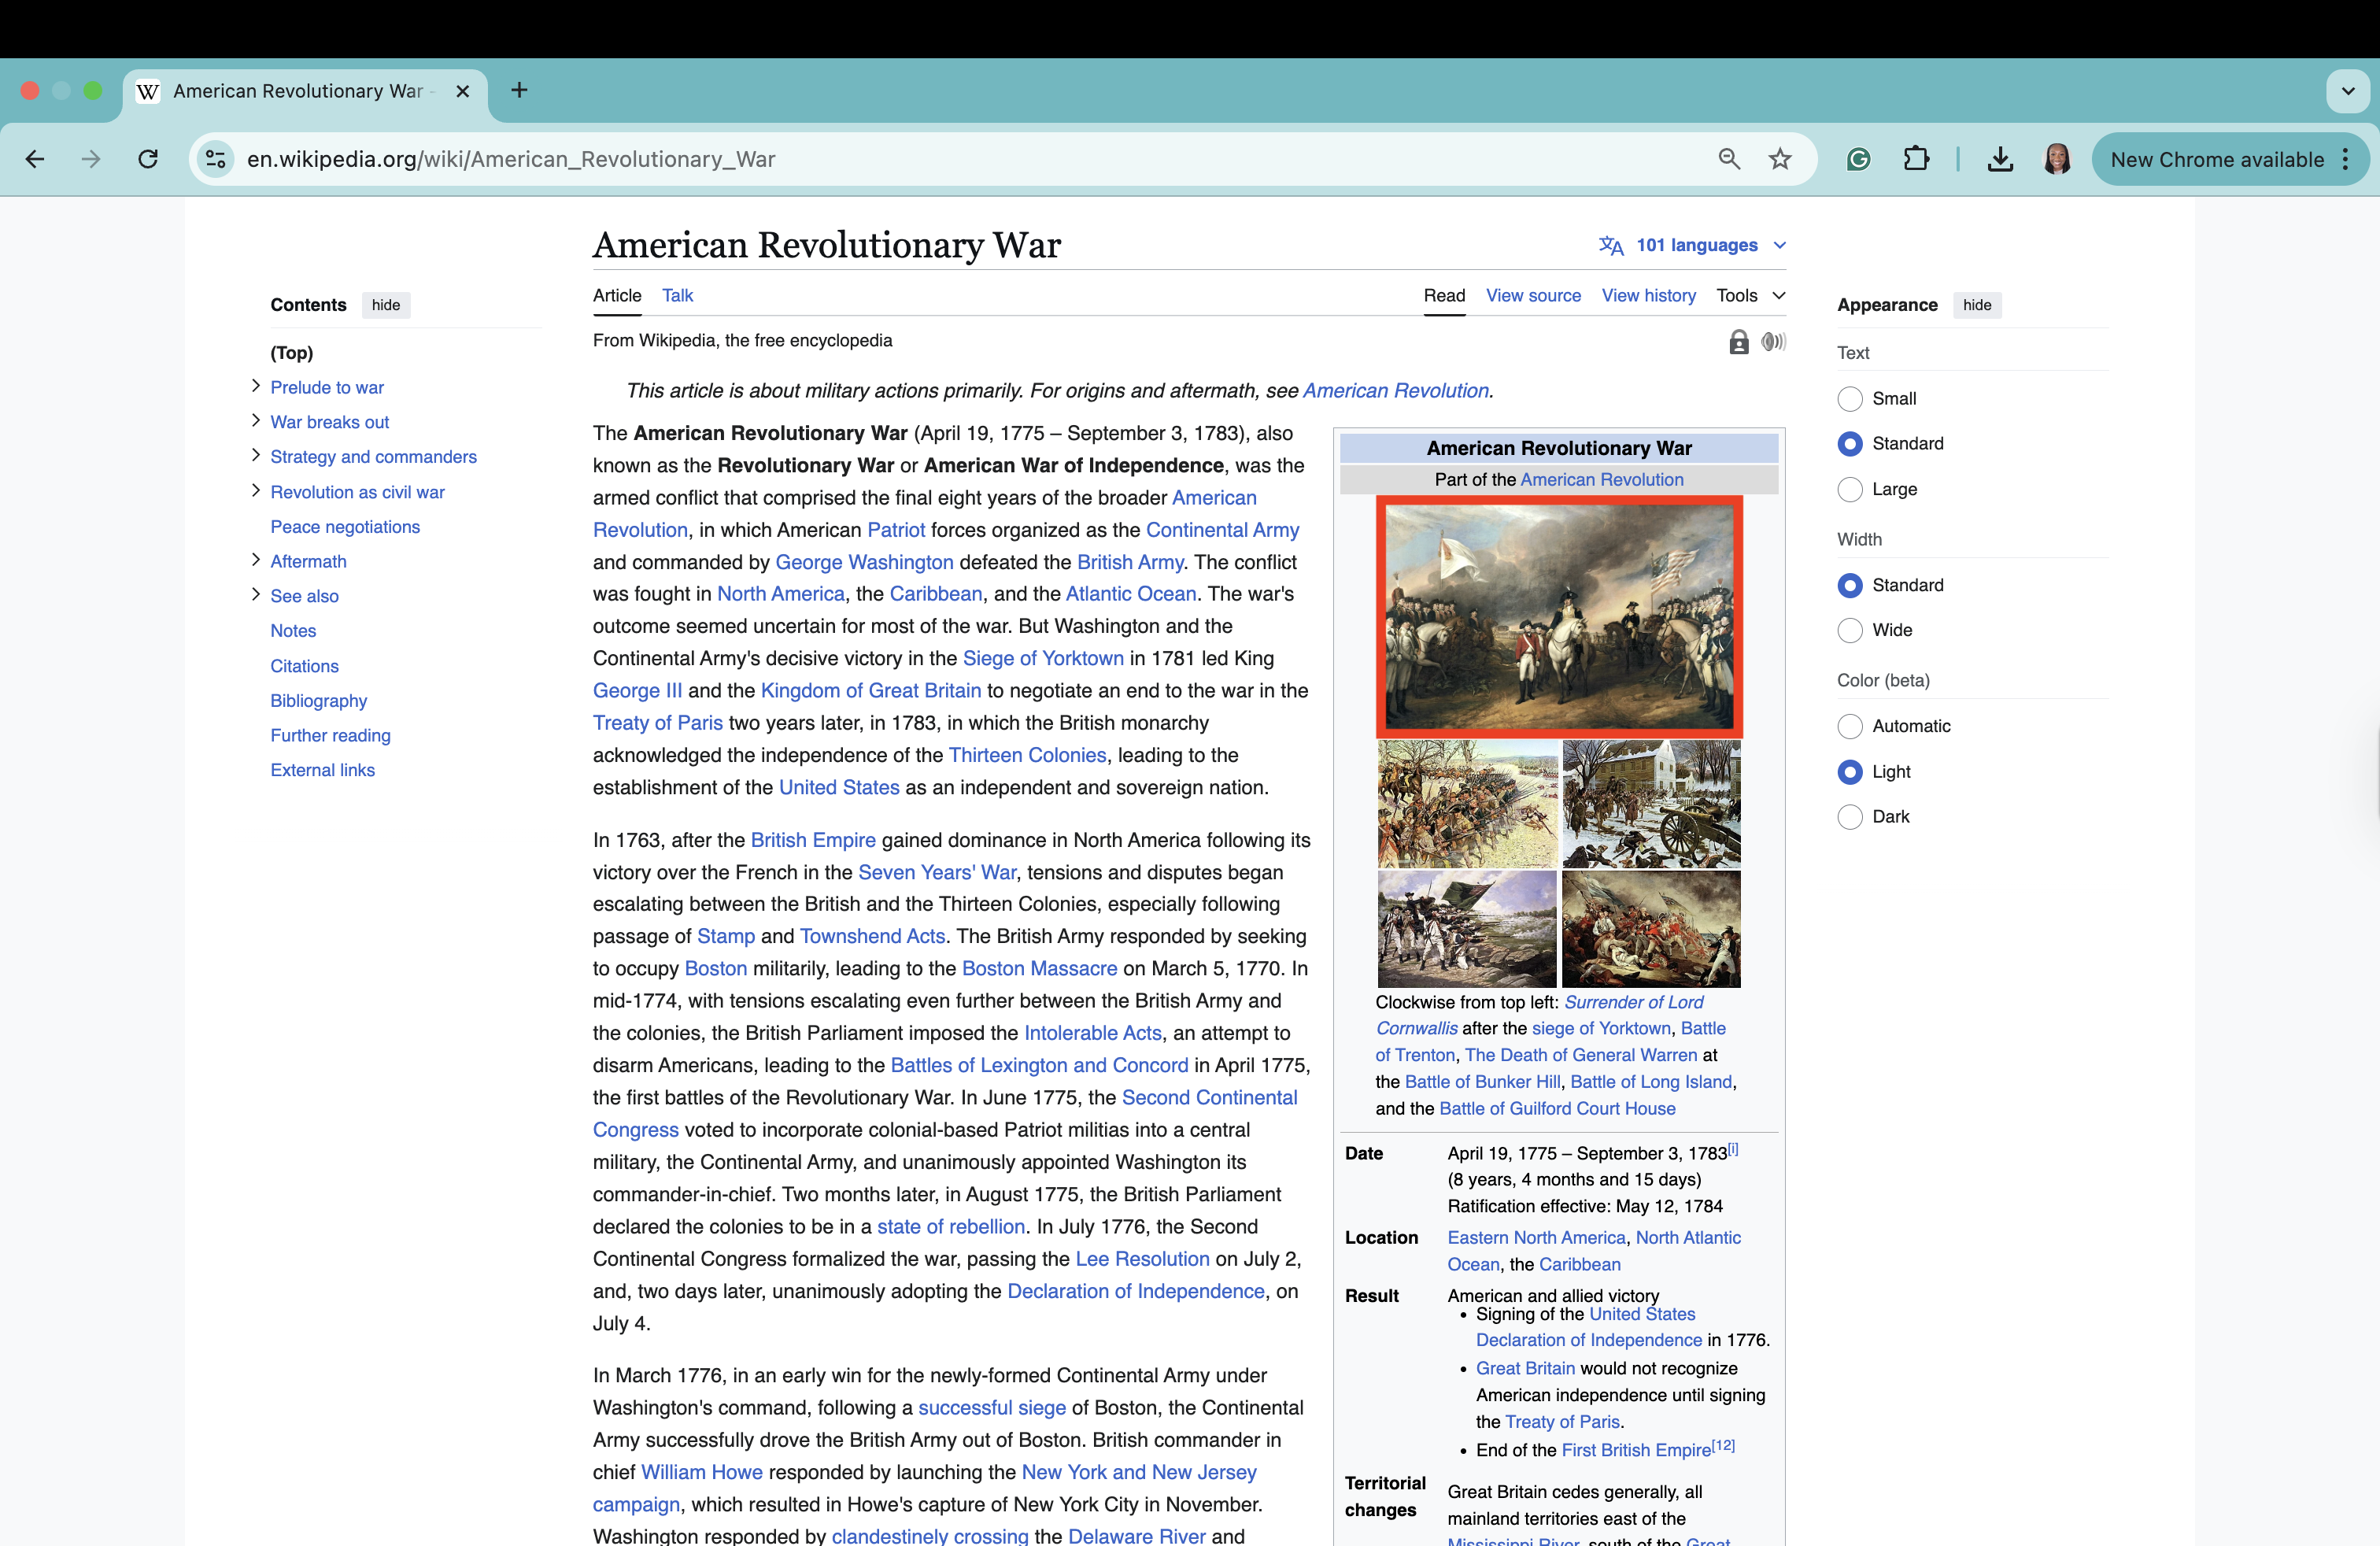 American Revolutionary War -
en.wikipedia.org/wiki/American_Revolutionary_War
New Chrome available
American Revolutionary War
101 languages
Article Talk
Read View source View history Tools
From Wikipedia, the free encyclopedia
Contents hide
(Top)
Prelude to war
War breaks out
Strategy and commanders
Revolution as civil war
Peace negotiations
Aftermath
See also
Notes
Citations
Bibliography
Further reading
External links
This article is about military actions primarily. For origins and aftermath, see American Revolution.
The American Revolutionary War (April 19, 1775 – September 3, 1783), also
known as the Revolutionary War or American War of Independence, was the
armed conflict that comprised the final eight years of the broader American
Revolution, in which American Patriot forces organized as the Continental Army
and commanded by George Washington defeated the British Army. The conflict
was fought in North America, the Caribbean, and the Atlantic Ocean. The war's
outcome seemed uncertain for most of the war. But Washington and the
Continental Army's decisive victory in the Siege of Yorktown in 1781 led King
George III and the Kingdom of Great Britain to negotiate an end to the war in the
Treaty of Paris two years later, in 1783, in which the British monarchy
acknowledged the independence of the Thirteen Colonies, leading to the
establishment of the United States as an independent and sovereign nation.
In 1763, after the British Empire gained dominance in North America following its
victory over the French in the Seven Years' War, tensions and disputes began
escalating between the British and the Thirteen Colonies, especially following
passage of Stamp and Townshend Acts. The British Army responded by seeking
to occupy Boston militarily, leading to the Boston Massacre on March 5, 1770. In
mid-1774, with tensions escalating even further between the British Army and
the colonies, the British Parliament imposed the Intolerable Acts, an attempt to
disarm Americans, leading to the Battles of Lexington and Concord in April 1775,
the first battles of the Revolutionary War. In June 1775, the Second Continental
Congress voted to incorporate colonial-based Patriot militias into a central
military, the Continental Army, and unanimously appointed Washington its
commander-in-chief. Two months later, in August 1775, the British Parliament
declared the colonies to be in a state of rebellion. In July 1776, the Second
Continental Congress formalized the war, passing the Lee Resolution on July 2,
and, two days later, unanimously adopting the Declaration of Independence, on
July 4.
In March 1776, in an early win for the newly-formed Continental Army under
Washington's command, following a successful siege of Boston, the Continental
Army successfully drove the British Army out of Boston. British commander in
chief William Howe responded by launching the New York and New Jersey
campaign, which resulted in Howe's capture of New York City in November.
Washington responded by clandestinely crossing the Delaware River and
American Revolutionary War
Part of the American Revolution
Clockwise from top left: Surrender of Lord
Cornwallis after the siege of Yorktown, Battle
of Trenton, The Death of General Warren at
the Battle of Bunker Hill, Battle of Long Island,
and the Battle of Guilford Court House
Date April 19, 1775 – September 3, 1783[i]
(8 years, 4 months and 15 days)
Ratification effective: May 12, 1784
Location Eastern North America, North Atlantic
Ocean, the Caribbean
Result American and allied victory
• Signing of the United States
Declaration of Independence in 1776.
• Great Britain would not recognize
American independence until signing
the Treaty of Paris.
• End of the First British Empire[12]
Territorial
changes
Great Britain cedes generally, all
mainland territories east of the
Mississippi River, south of the Great
Appearance hide
Text
Small
Standard
Large
Width
Standard
Wide
Color (beta)
Automatic
Light
Dark